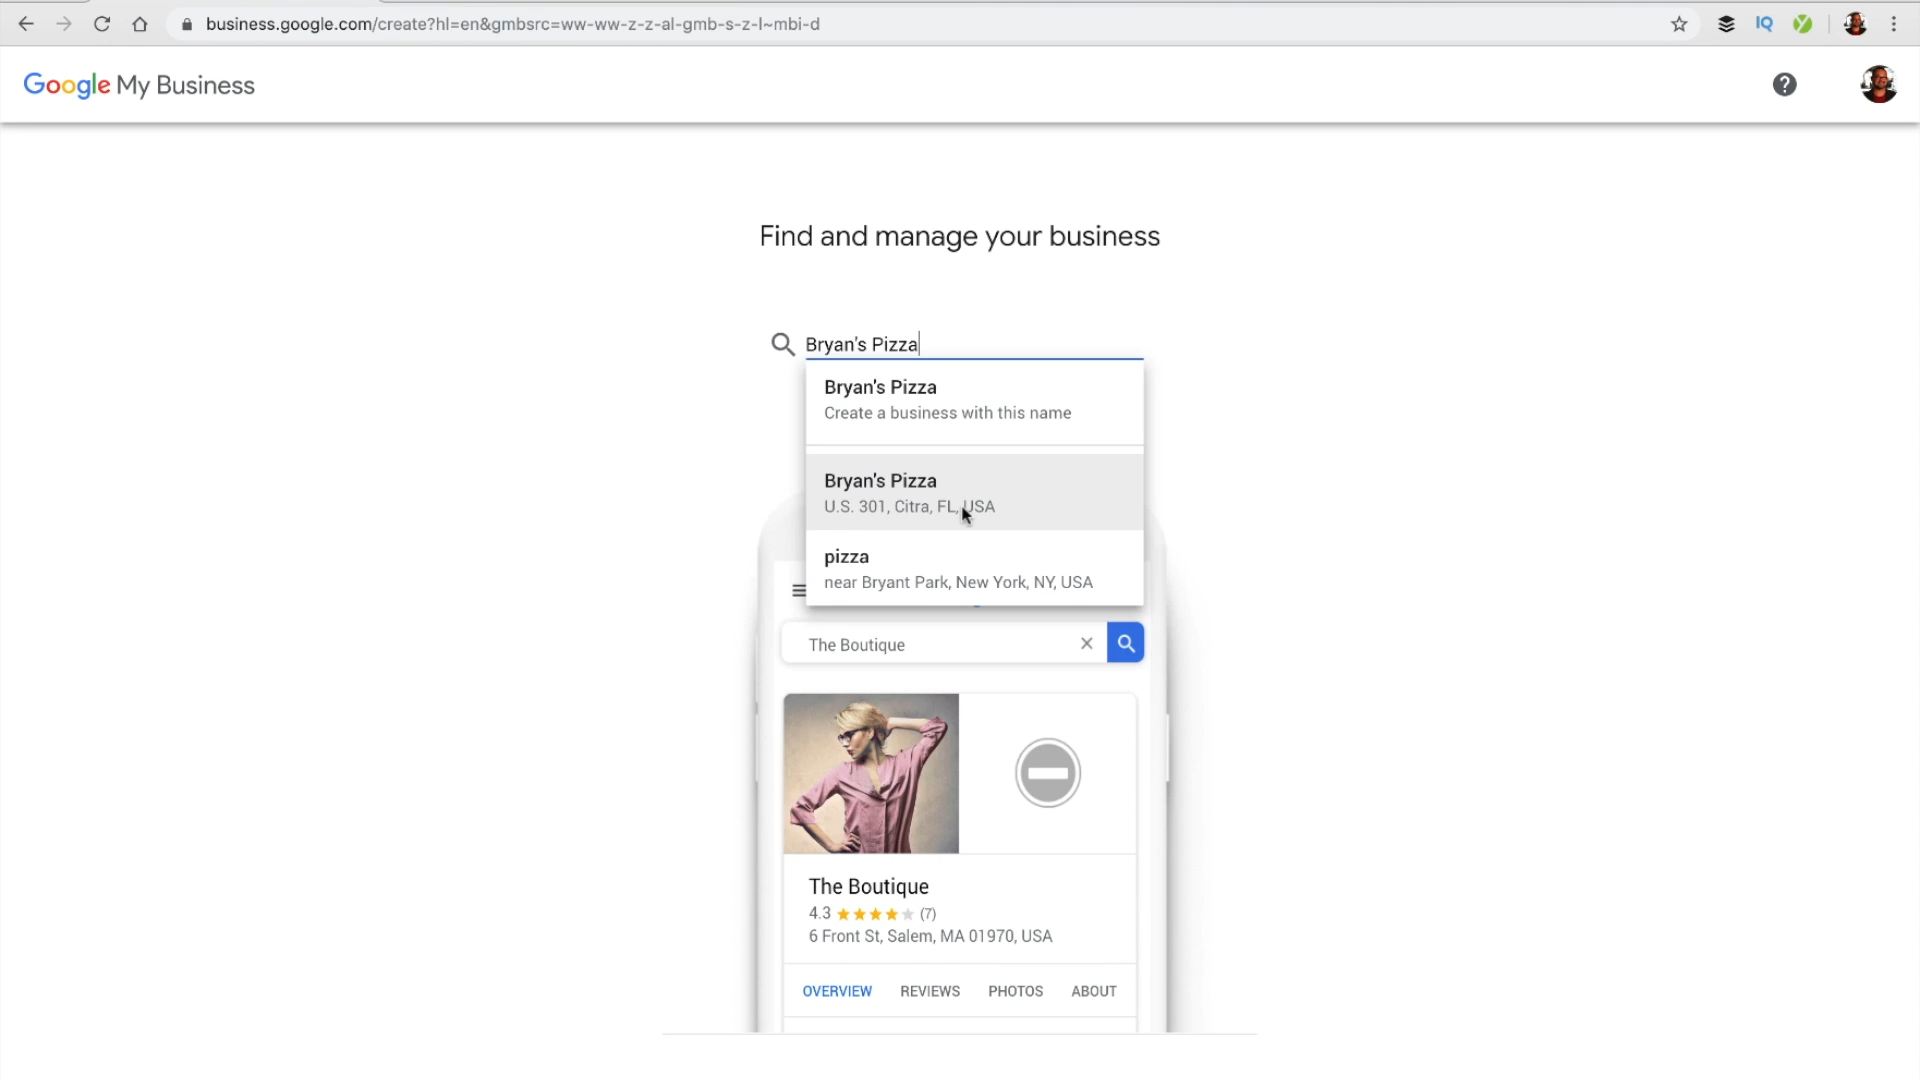 business.google.com/create?hl=en&gmbsrc=ww-ww-z-z-al-gmb-s-z-l~mbi-d
IQ
Google My Business
?
Find and manage your business
Bryan's Pizza
Bryan's Pizza
Create a business with this name
Bryan's Pizza
U.S. 301, Citra, FL, USA
pizza
near Bryant Park, New York, NY, USA
The Boutique
The Boutique
4.3 (7)
6 Front St, Salem, MA 01970, USA
OVERVIEW REVIEWS PHOTOS ABOUT